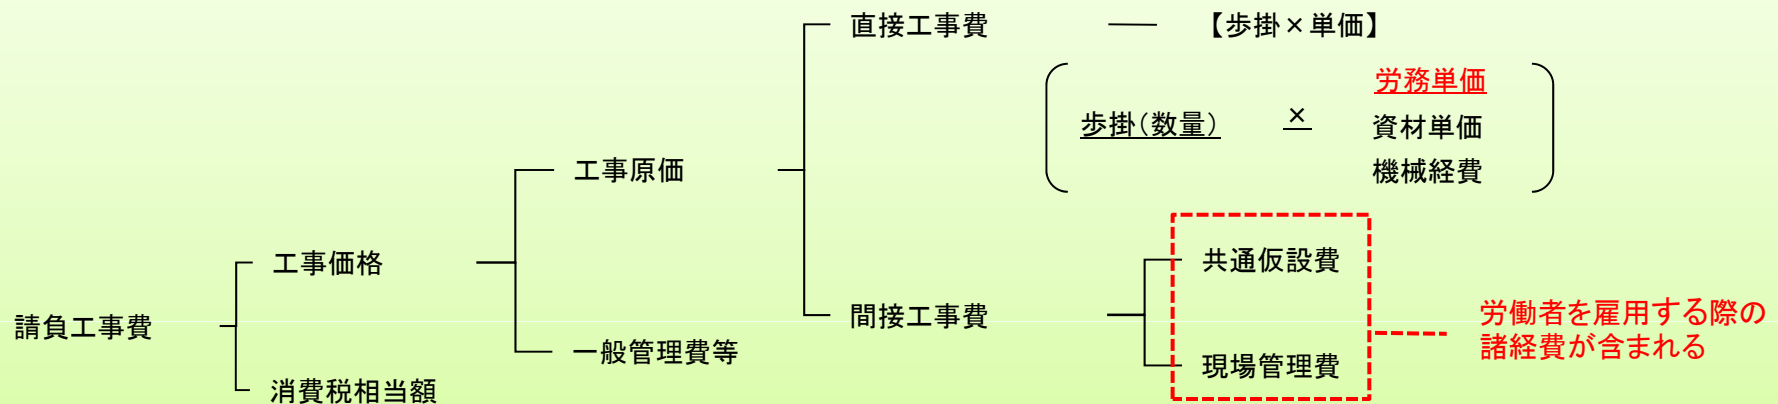 直接工事費
【歩掛×単価】
労務単価
歩掛(数量)
×
資材単価
機械経費
工事原価
共通仮設費
工事価格
間接工事費
労働者を雇用する際の
諸経費が含まれる
請負工事費
一般管理費等
現場管理費
消費税相当額